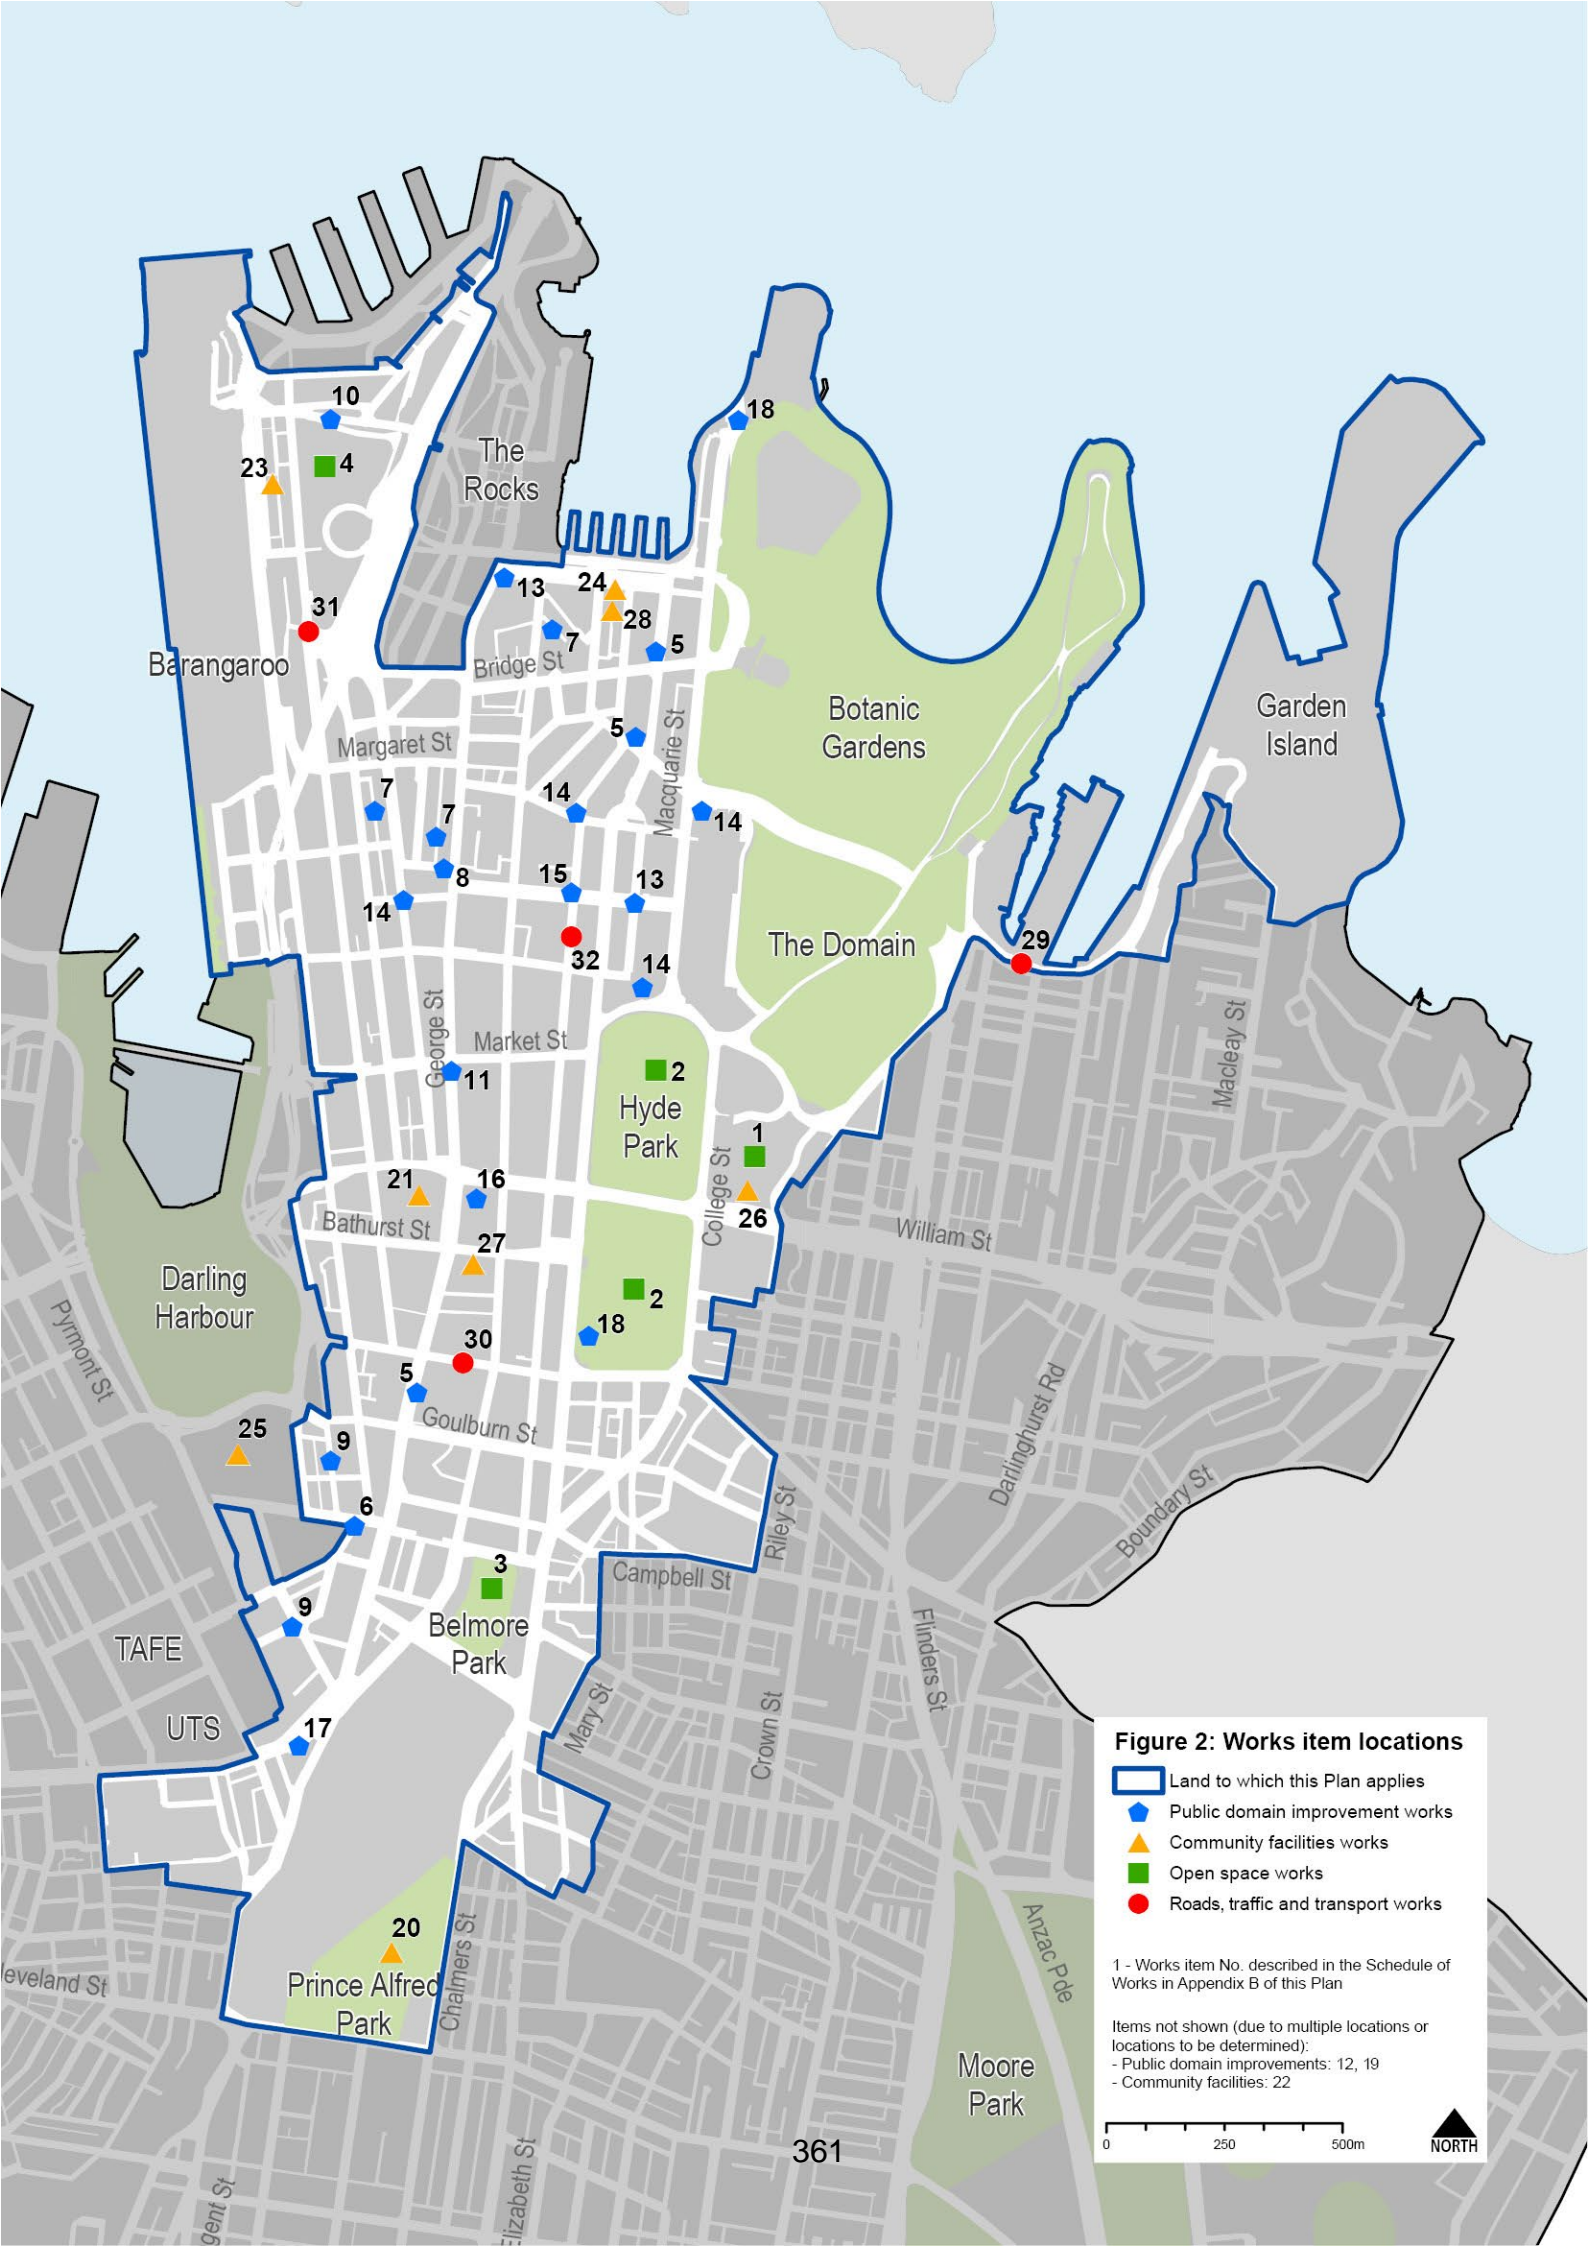 10
18
The
Rocks
23
4
13
24
28
31
7
5
Barangaroo
Bridge St
Botanic
Gardens
Garden
Island
5
Macquarie St
Margaret St
7
14
7
14
8
15
13
14
The Domain
29
32
14
George St
Market St
Macleay St
11
2
Hyde
Park
1
21
16
College St
26
Bathurst St
William St
27
Darling
Harbour
2
18
Pyrmont St
30
5
Goulburn St
Darlinghurst Rd
25
9
Boundary St
Riley St
6
3
Campbell St
9
Belmore
Park
TAFE
Flinders St
Mary St
Crown St
UTS
17
Figure 2: Works item locations
Land to which this Plan applies
Public domain improvement works
Community facilities works
Open space works
Roads, traffic and transport works
1 - Works item No. described in the Schedule of
Works in Appendix B of this Plan
Items not shown (due to multiple locations or
locations to be determined):
- Public domain improvements: 12, 19
- Community facilities: 22
0 250 500m
NORTH
20
Chalmers St
Anzac Pde
eveland St
Prince Alfred
Park
Moore
Park
361
Elizabeth St
gent St